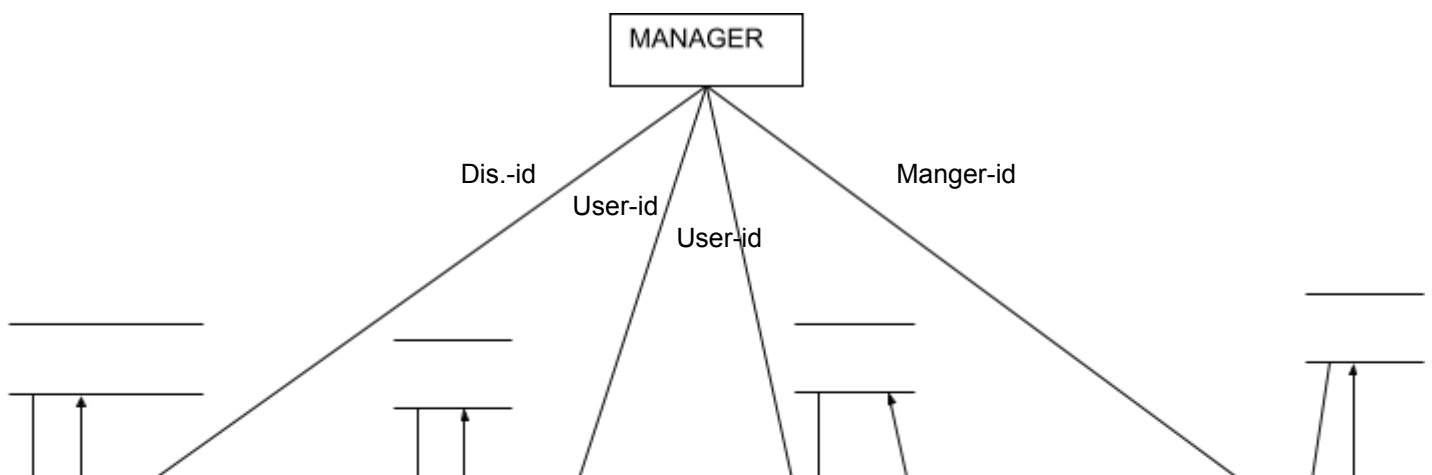 MANAGER
Dis.-id
Manger-id
User-id
User-id